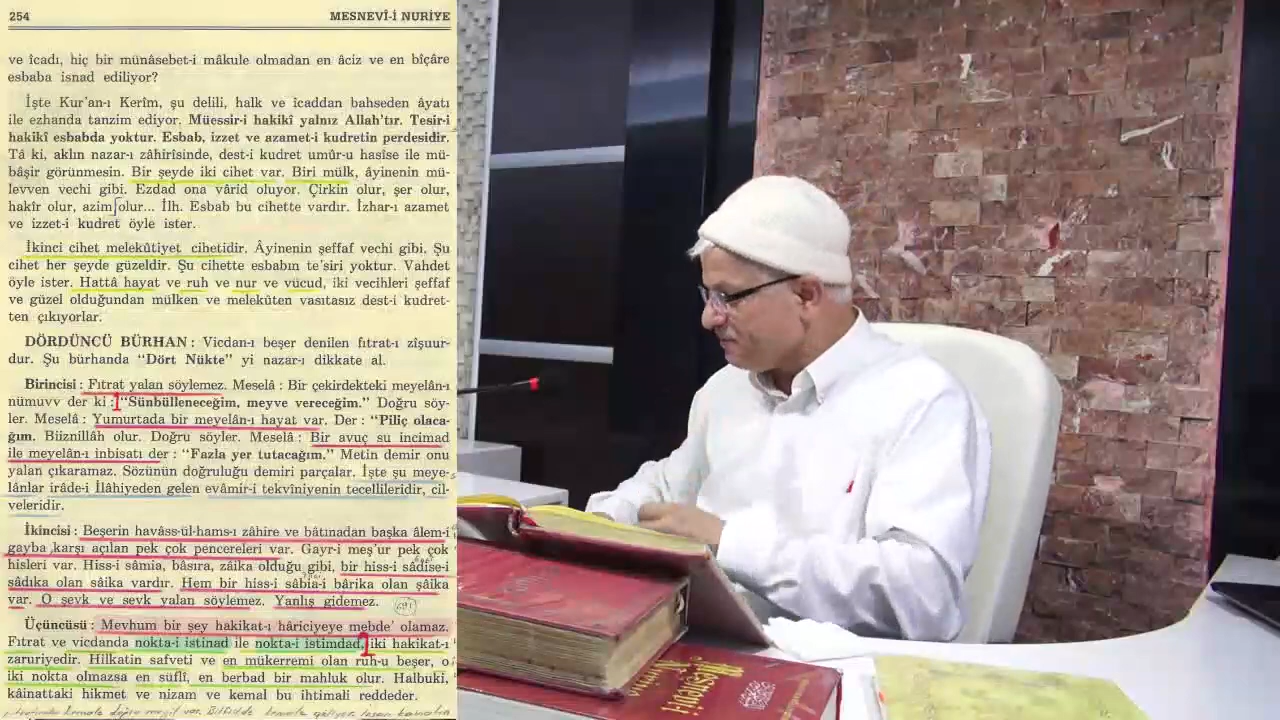 254 MESNEVÎ-İ NURİYE
ve îcadı, hiç bir münâsebet-i mâkule olmadan en âciz ve en bîçâre
esbaba isnad ediliyor?
İşte Kur'an-ı Kerîm, şu delili, halk ve îcaddan bahseden âyatı
ile ezhanda tanzim ediyor. Müessir-i hakikî yalnız Allah'tır. Tesir-i
hakikî esbabda yoktur. Esbab, izzet ve azamet-i kudretin perdesidir.
Tâ ki, aklın nazar-ı zâhirîsinde, dest-i kudret umûr-u hasîse ile mü-
bâşir görünmesin. Bir şeyde iki cihet var. Biri mülk, âyinenin mü-
levven vechi gibi. Ezdad ona vârid oluyor. Çirkin olur, şer olur,
hakîr olur, azim olur... İlh. Esbab bu cihette vardır. İzhar-ı azamet
ve izzet-i kudret öyle ister.
İkinci cihet melekûtiyet cihetidir. Âyinenin şeffaf vechi gibi. Şu
cihet her şeyde güzeldir. Şu cihette esbabın te'siri yoktur. Vahdet
öyle ister. Hattâ hayat ve ruh ve nur ve vücud, iki vecihleri şeffaf
ve güzel olduğundan mülken ve melekûten vasıtasız dest-i kudret-
ten çıkıyorlar.
DÖRDÜNCÜ BÜRHAN : Vicdan-ı beşer denilen fıtrat-ı zîşuur-
dur. Şu bürhanda "Dört Nükte" yi nazar-ı dikkate al.
Birincisi : Fıtrat yalan söylemez. Meselâ : Bir çekirdekteki meyelân-ı
nümuvv der ki : 1 "Sünbülleneceğim, meyve vereceğim." Doğru söy-
ler. Meselâ : Yumurtada bir meyelân-ı hayat var. Der : "Piliç olaca-
ğım. Biiznillâh olur. Doğru söyler. Meselâ : Bir avuç su incimad
ile meyelân-ı inbisatı der : "Fazla yer tutacağım." Metin demir onu
yalan çıkaramaz. Sözünün doğruluğu demiri parçalar. İşte şu meye-
lânlar irâde-i İlâhiyeden gelen evâmir-i tekvîniyenin tecellileridir, cil-
veleridir.
İkincisi : Beşerin havâss-ül-hams-ı zâhire ve bâtınadan başka âlem-i
gayba karşı açılan pek çok pencereleri var. Gayr-i meş'ur pek çok
hisleri var. Hiss-i sâmia, bâsıra, zâika olduğu gibi, bir hiss-i sâdise-i
sâdıka olan sâika vardır. Hem bir hiss-i sâbia-i bârika olan şâika
var. O şevk ve sevk yalan söylemez. Yanlış gidemez.
Üçüncüsü : Mevhum bir şey hakikat-ı hâriciyeye mebde' olamaz.
Fıtrat ve vicdanda nokta-i istinad ile nokta-i istimdad, 2 iki hakikat-ı
zaruriyedir. Hilkatin safveti ve en mükerremi olan ruh-u beşer, o
iki nokta olmazsa en süflî, en berbad bir mahluk olur. Halbuki,
kâinattaki hikmet ve nizam ve kemal bu ihtimali reddeder.
Mesnevî